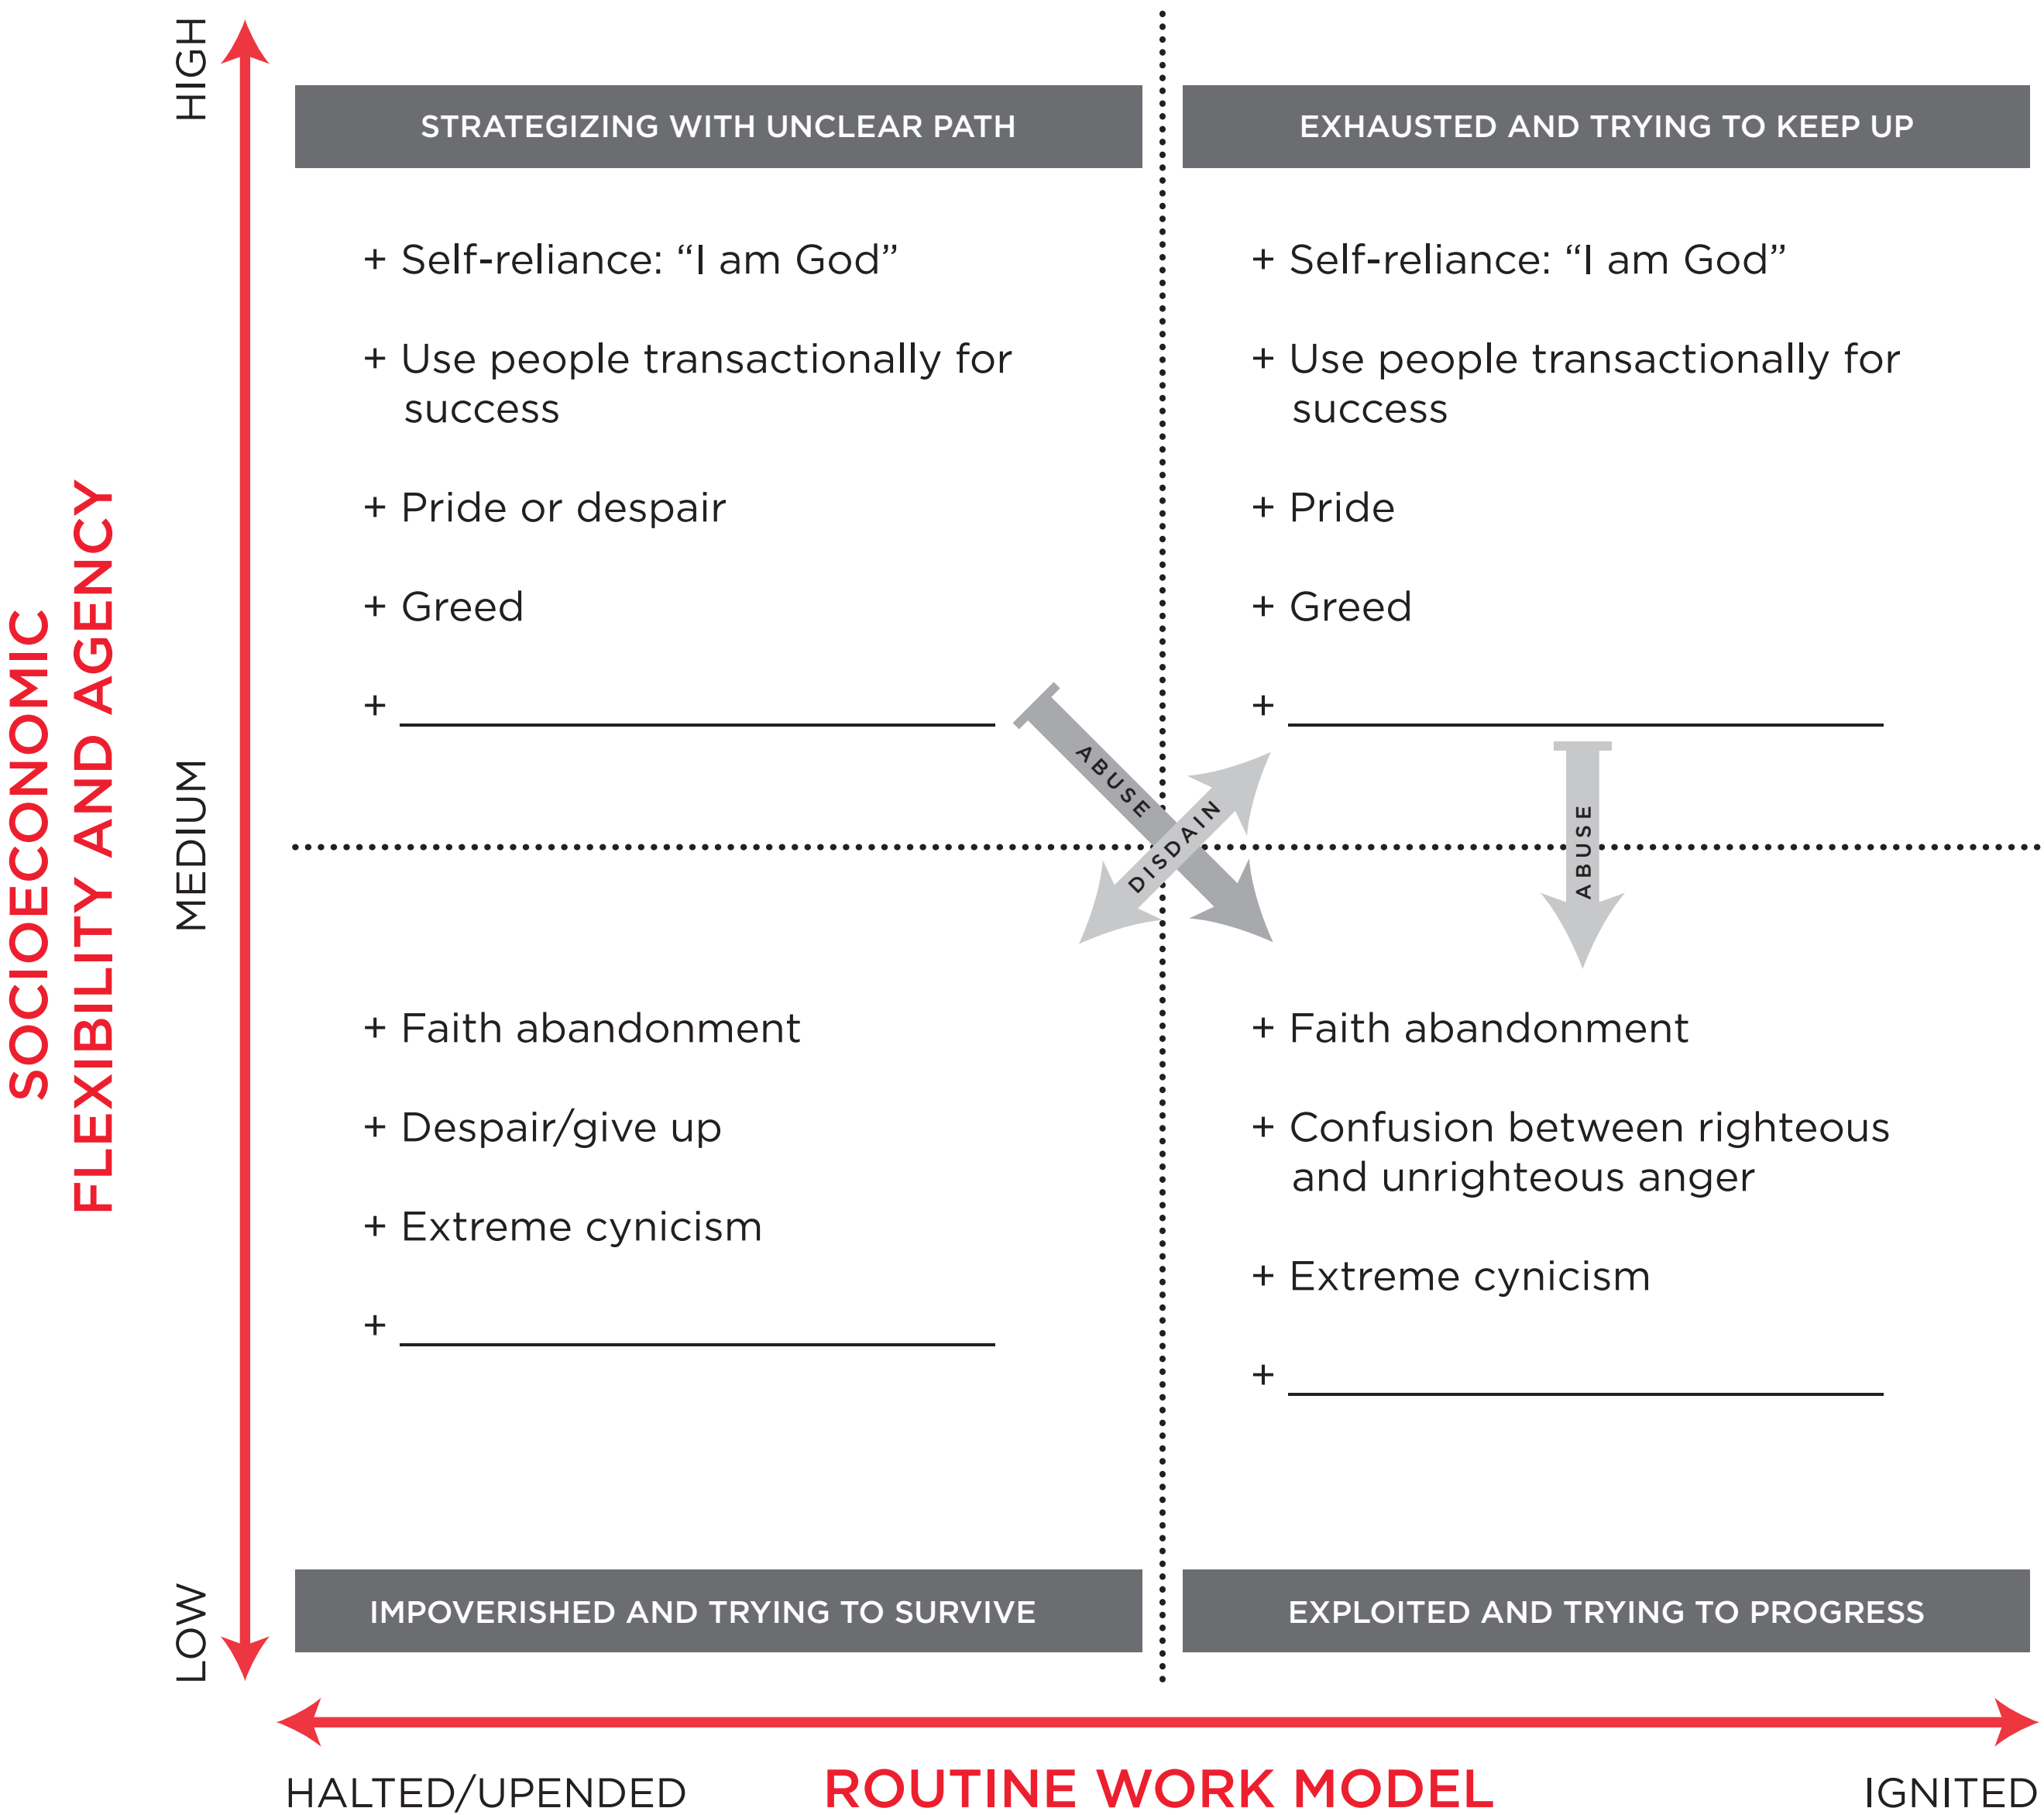 SOCIOECONOMIC
FLEXIBILITY AND AGENCY
HIGH
MEDIUM
LOW
STRATEGIZING WITH UNCLEAR PATH
+ Self-reliance: “I am God”
+ Use people transactionally for
success
+ Pride or despair
+ Greed
+
EXHAUSTED AND TRYING TO KEEP UP
+ Self-reliance: “I am God”
+ Use people transactionally for
success
+ Pride
+ Greed
+
ABUSE
DISDAIN
ABUSE
+ Faith abandonment
+ Despair/give up
+ Extreme cynicism
+
IMPOVERISHED AND TRYING TO SURVIVE
+ Faith abandonment
+ Confusion between righteous
and unrighteous anger
+ Extreme cynicism
+
EXPLOITED AND TRYING TO PROGRESS
HALTED/UPENDED
ROUTINE WORK MODEL
IGNITED